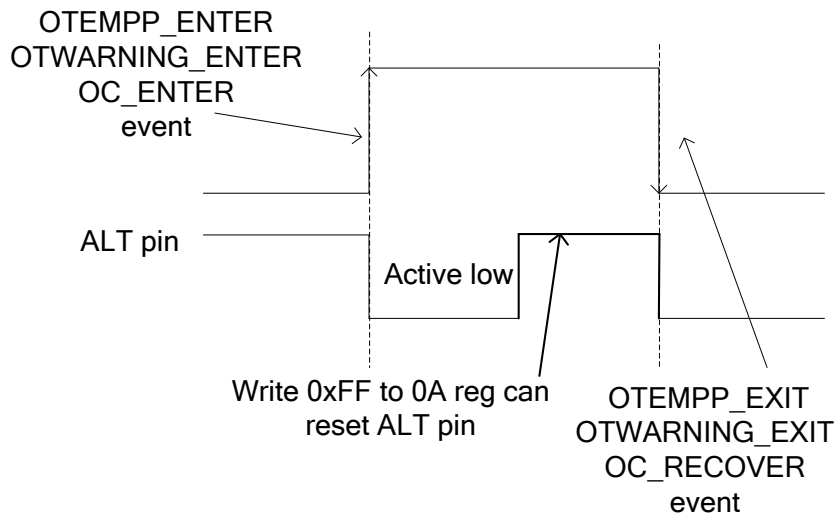 OTEMPP_ENTER
OTWARNING_ENTER
OC_ENTER
event
ALT pin
Active low
Write 0xFF to 0A reg can
reset ALT pin
OTEMPP_EXIT
OTWARNING_EXIT
OC_RECOVER
event